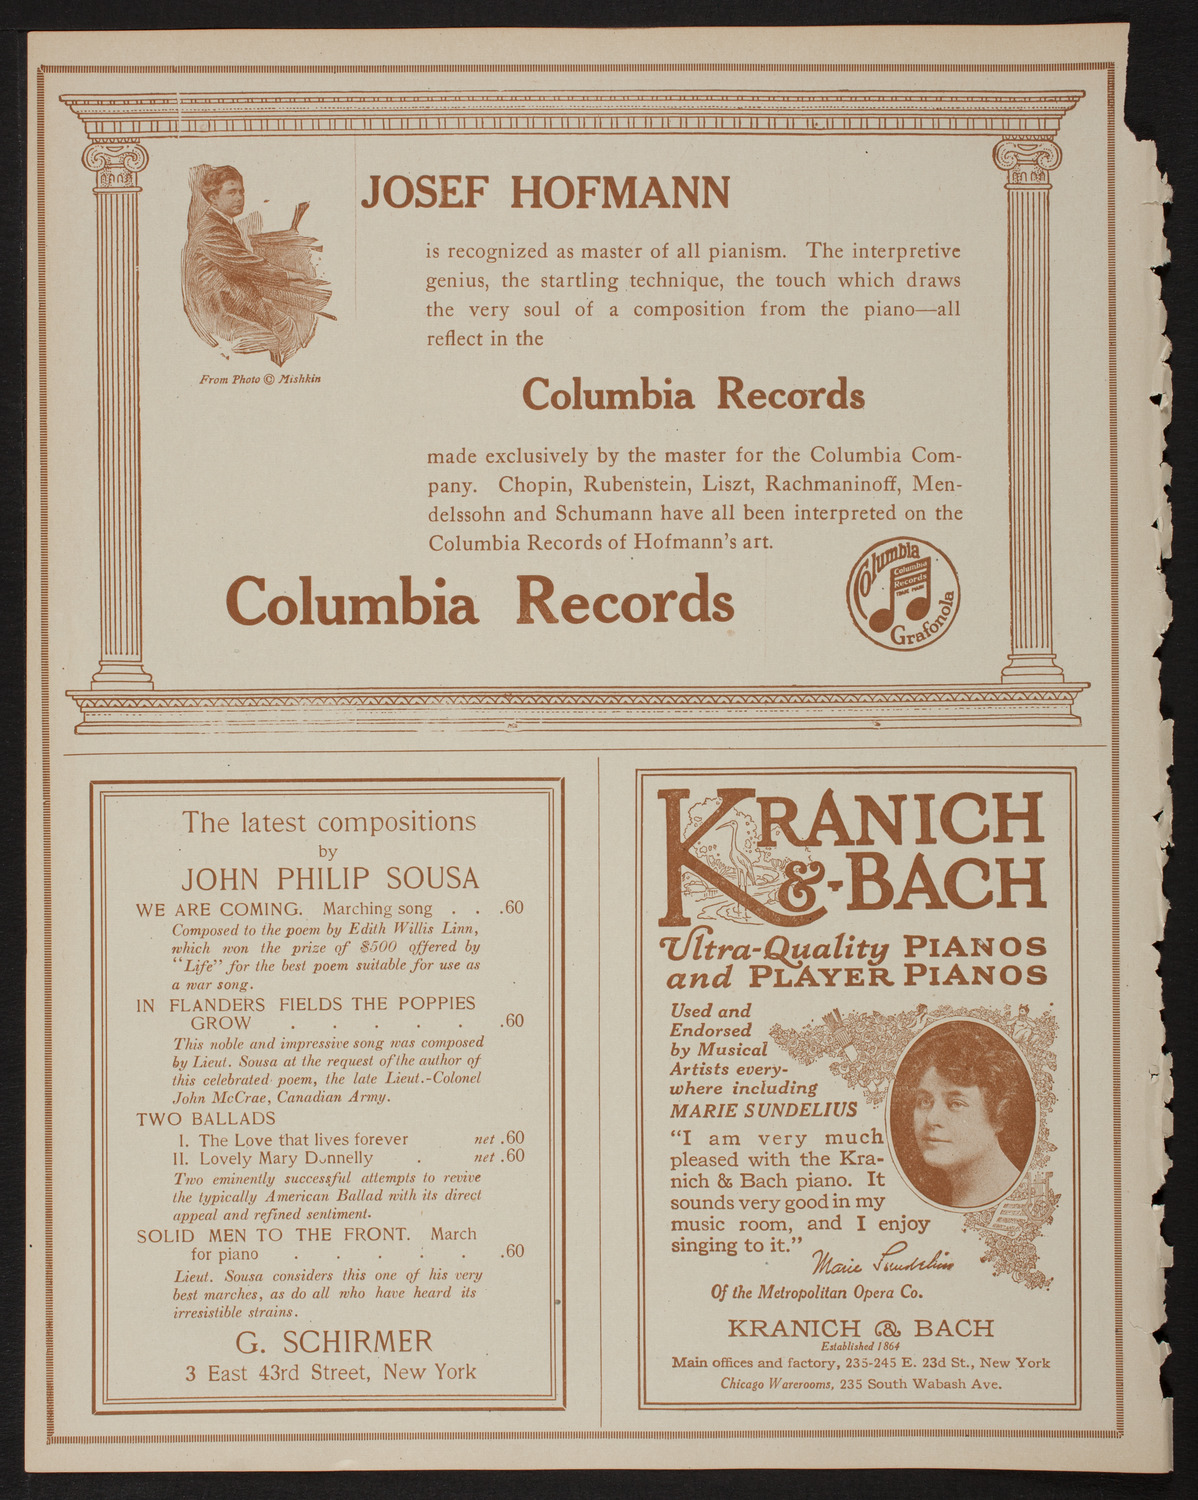 JOSEF HOFMANN
is recognized as master of all pianism. The interpretive
genius, the startling technique, the touch which draws
the very soul of a composition from the piano—all
reflect in the
From Photo © Mishkin
Columbia Records
made exclusively by the master for the Columbia Com-
pany. Chopin, Rubenstein, Liszt, Rachmaninoff, Men-
delssohn and Schumann have all been interpreted on the
Columbia Records of Hofmann's art.
Columbia Records
Columbia
Columbia
Records
TRADE MARK
Grafonola
The latest compositions
by
JOHN PHILIP SOUSA
WE ARE COMING. Marching song . . .60
Composed to the poem by Edith Willis Linn,
which won the prize of $500 offered by
"Life" for the best poem suitable for use as
a war song.
IN FLANDERS FIELDS THE POPPIES
GROW . . . . . .60
This noble and impressive song was composed
by Lieut. Sousa at the request of the author of
this celebrated poem, the late Lieut.-Colonel
John McCrae, Canadian Army.
TWO BALLADS
I. The Love that lives forever net .60
II. Lovely Mary Donnelly . net .60
Two eminently successful attempts to revive
the typically American Ballad with its direct
appeal and refined sentiment.
SOLID MEN TO THE FRONT. March
for piano . . . . . .60
Lieut. Sousa considers this one of his very
best marches, as do all who have heard its
irresistible strains.
G. SCHIRMER
3 East 43rd Street, New York
KRANICH
&-BACH
Ultra-Quality PIANOS
and PLAYER PIANOS
Used and
Endorsed
by Musical
Artists every-
where including
MARIE SUNDELIUS
"I am very much
pleased with the Kra-
nich & Bach piano. It
sounds very good in my
music room, and I enjoy
singing to it."
Marie Sundelius
Of the Metropolitan Opera Co.
KRANICH & BACH
Established 1864
Main offices and factory, 235-245 E. 23d St., New York
Chicago Warerooms, 235 South Wabash Ave.